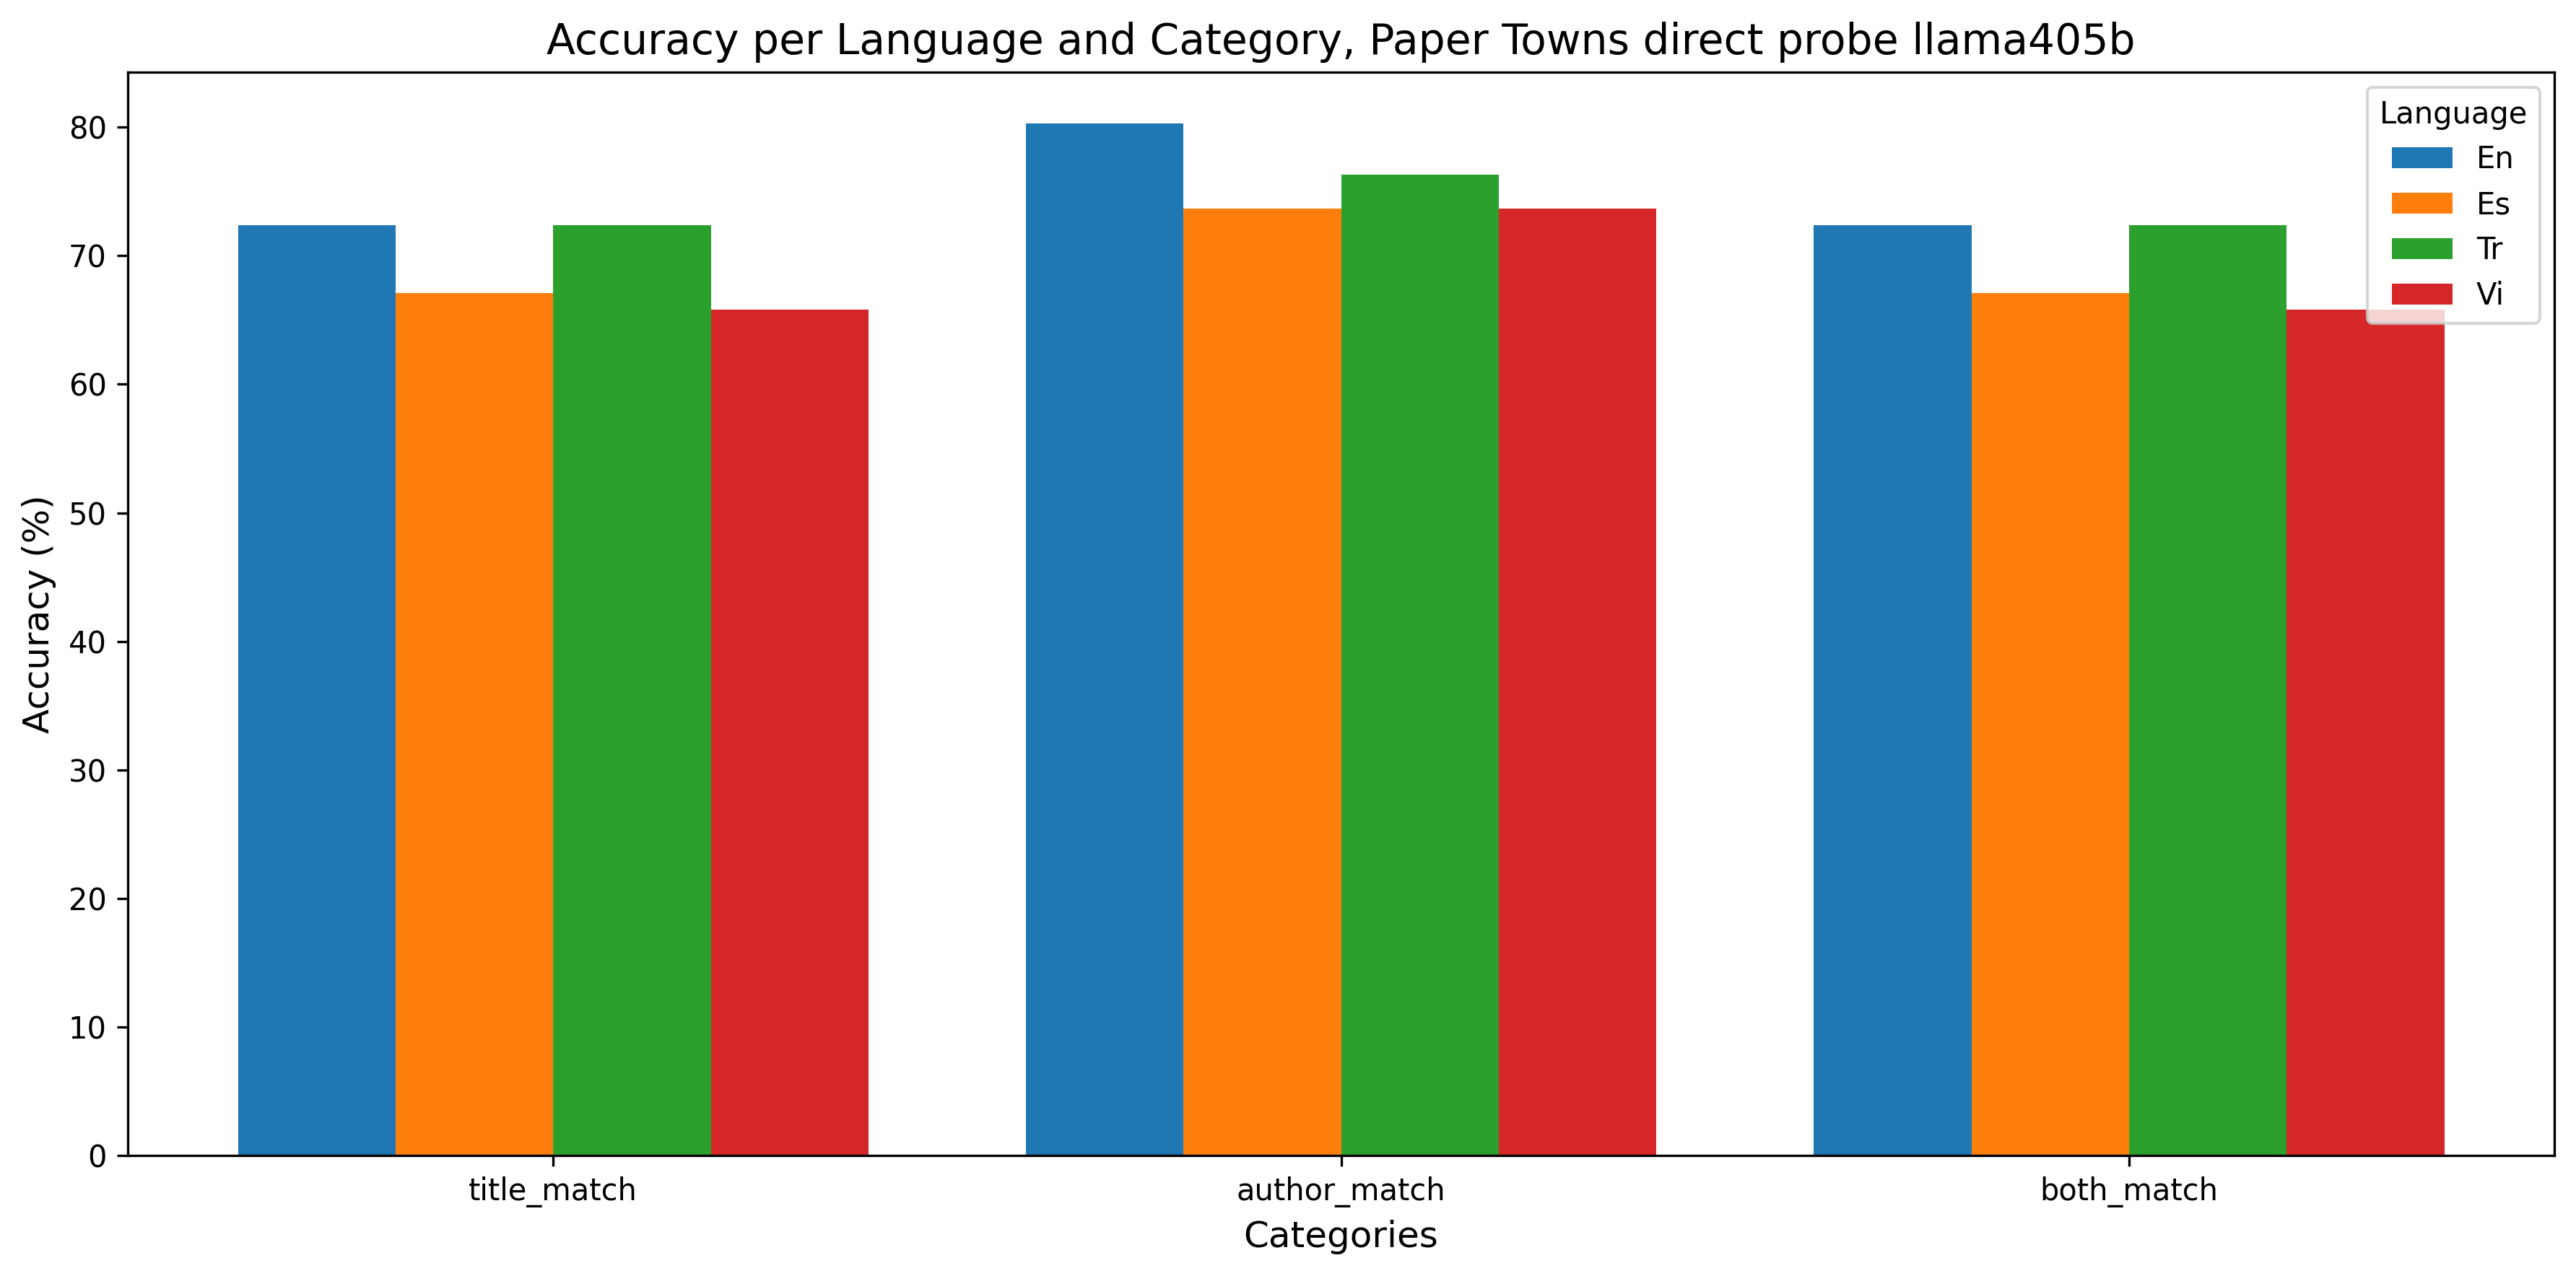 Accuracy per Language and Category, Paper Towns direct probe llama405b
Language
En
Es
Tr
Vi
Accuracy (%)
80
70
60
50
40
30
20
10
0
title_match
author_match
both_match
Categories